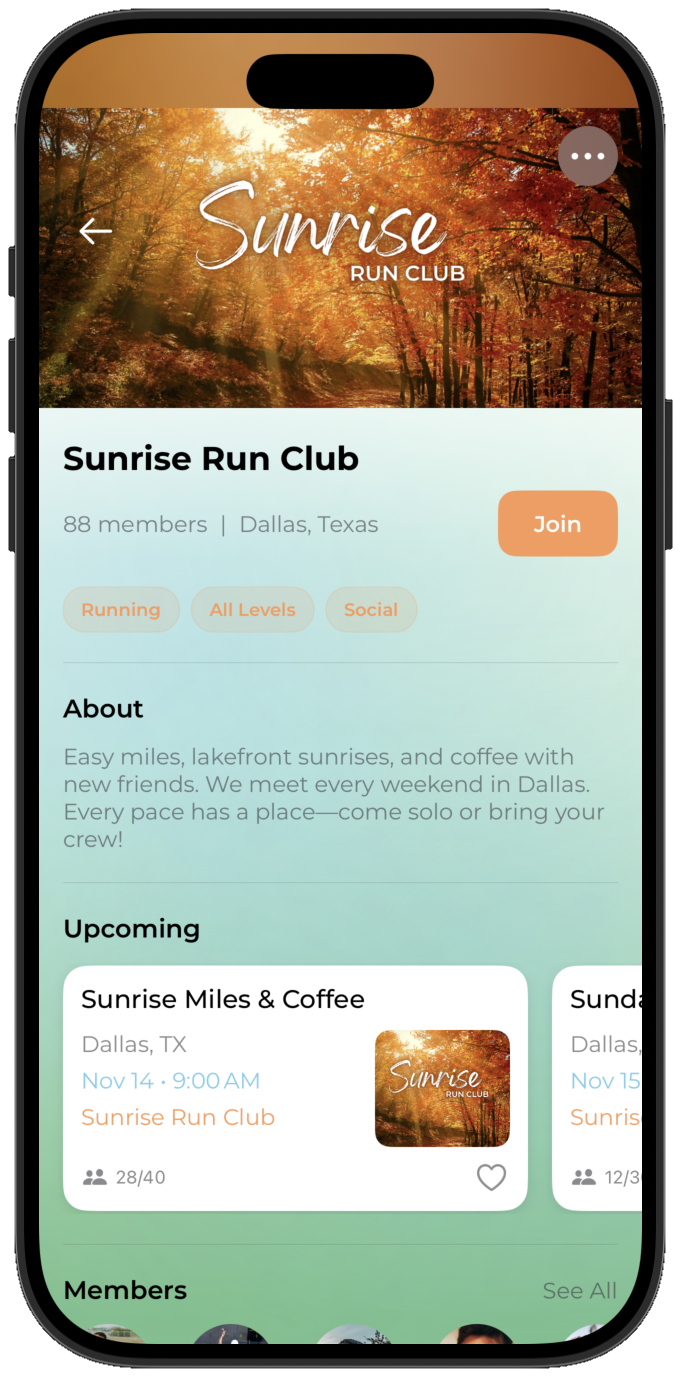 Sunrise
RUN CLUB
Sunrise Run Club
88 members | Dallas, Texas
Join
Running
All Levels
Social
About
Easy miles, lakefront sunrises, and coffee with
new friends. We meet every weekend in Dallas.
Every pace has a place—come solo or bring your
crew!
Upcoming
Sunrise Miles & Coffee
Dallas, TX
Nov 14 • 9:00 AM
Sunrise Run Club
Sunrise
RUN CLUB
28/40
Dallas,
Nov 15
Members
See All